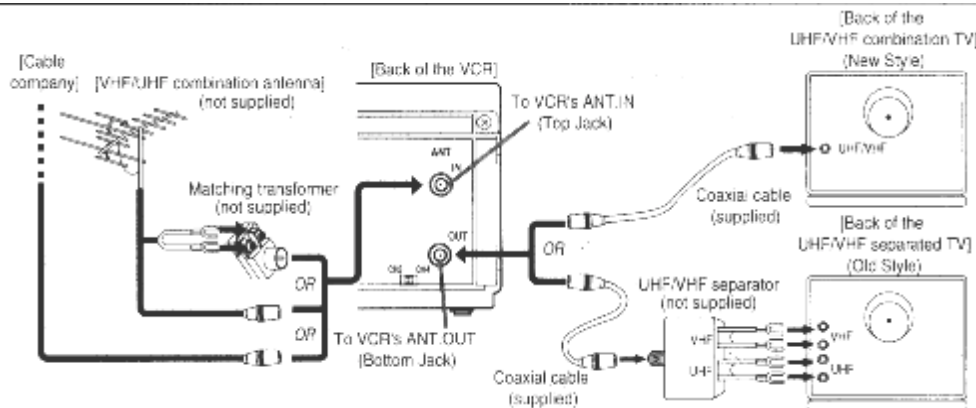 [Cable
company]
[VHF/UHF combination antenna]
(not supplied)
[Back of the VCR]
To VCR's ANT.IN
(Top Jack)
ANT
IN
OUT
CH3 CH4
Matching transformer
(not supplied)
OR
OR
To VCR's ANT.OUT
(Bottom Jack)
[Back of the
UHF/VHF combination TV]
(New Style)
UHF/VHF
Coaxial cable
(supplied)
OR
[Back of the
UHF/VHF separated TV]
(Old Style)
UHF/VHF separator
(not supplied)
VHF
UHF
VHF
UHF
Coaxial cable
(supplied)